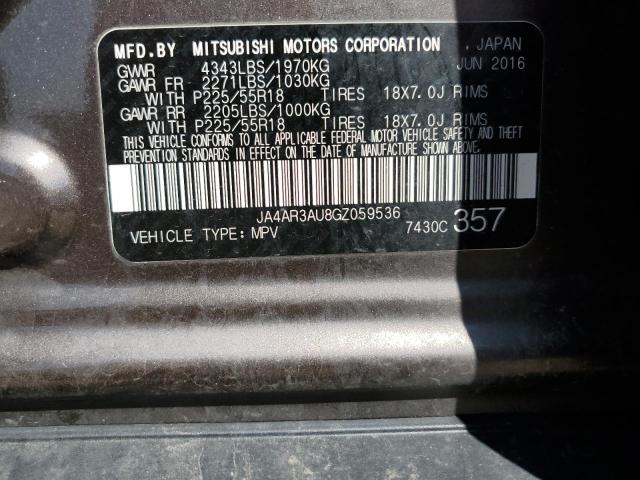 MFD.BY MITSUBISHI MOTORS CORPORATION , JAPAN
GVWR 4343LBS/1970KG JUN 2016
GAWR FR 2271LBS/1030KG
WITH P225/55R18 TIRES 18X7.0J RIMS
GAWR RR 2205LBS/1000KG
WITH P225/55R18 TIRES 18X7.0J RIMS
THIS VEHICLE CONFORMS TO ALL APPLICABLE FEDERAL MOTOR VEHICLE SAFETY AND THEFT
PREVENTION STANDARDS IN EFFECT ON THE DATE OF MANUFACTURE SHOWN ABOVE.
JA4AR3AU8GZ059536
VEHICLE TYPE: MPV 7430C 357